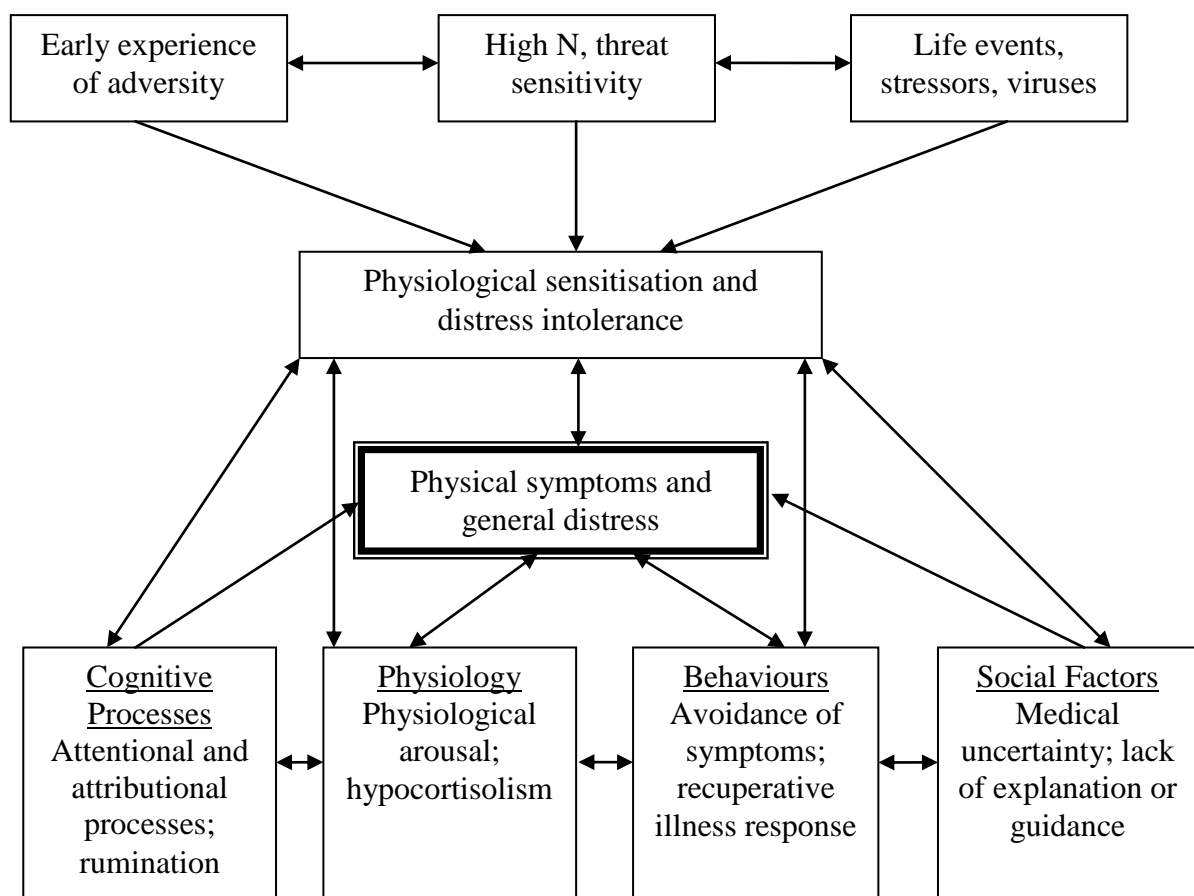 Early experience
of adversity
High N, threat
sensitivity
Life events,
stressors, viruses
Physiological sensitisation and
distress intolerance
Physical symptoms and
general distress
Cognitive
Processes
Attentional and
attributional
processes;
rumination
Physiology
Physiological
arousal;
hypocortisolism
Behaviours
Avoidance of
symptoms;
recuperative
illness response
Social Factors
Medical
uncertainty; lack
of explanation or
guidance